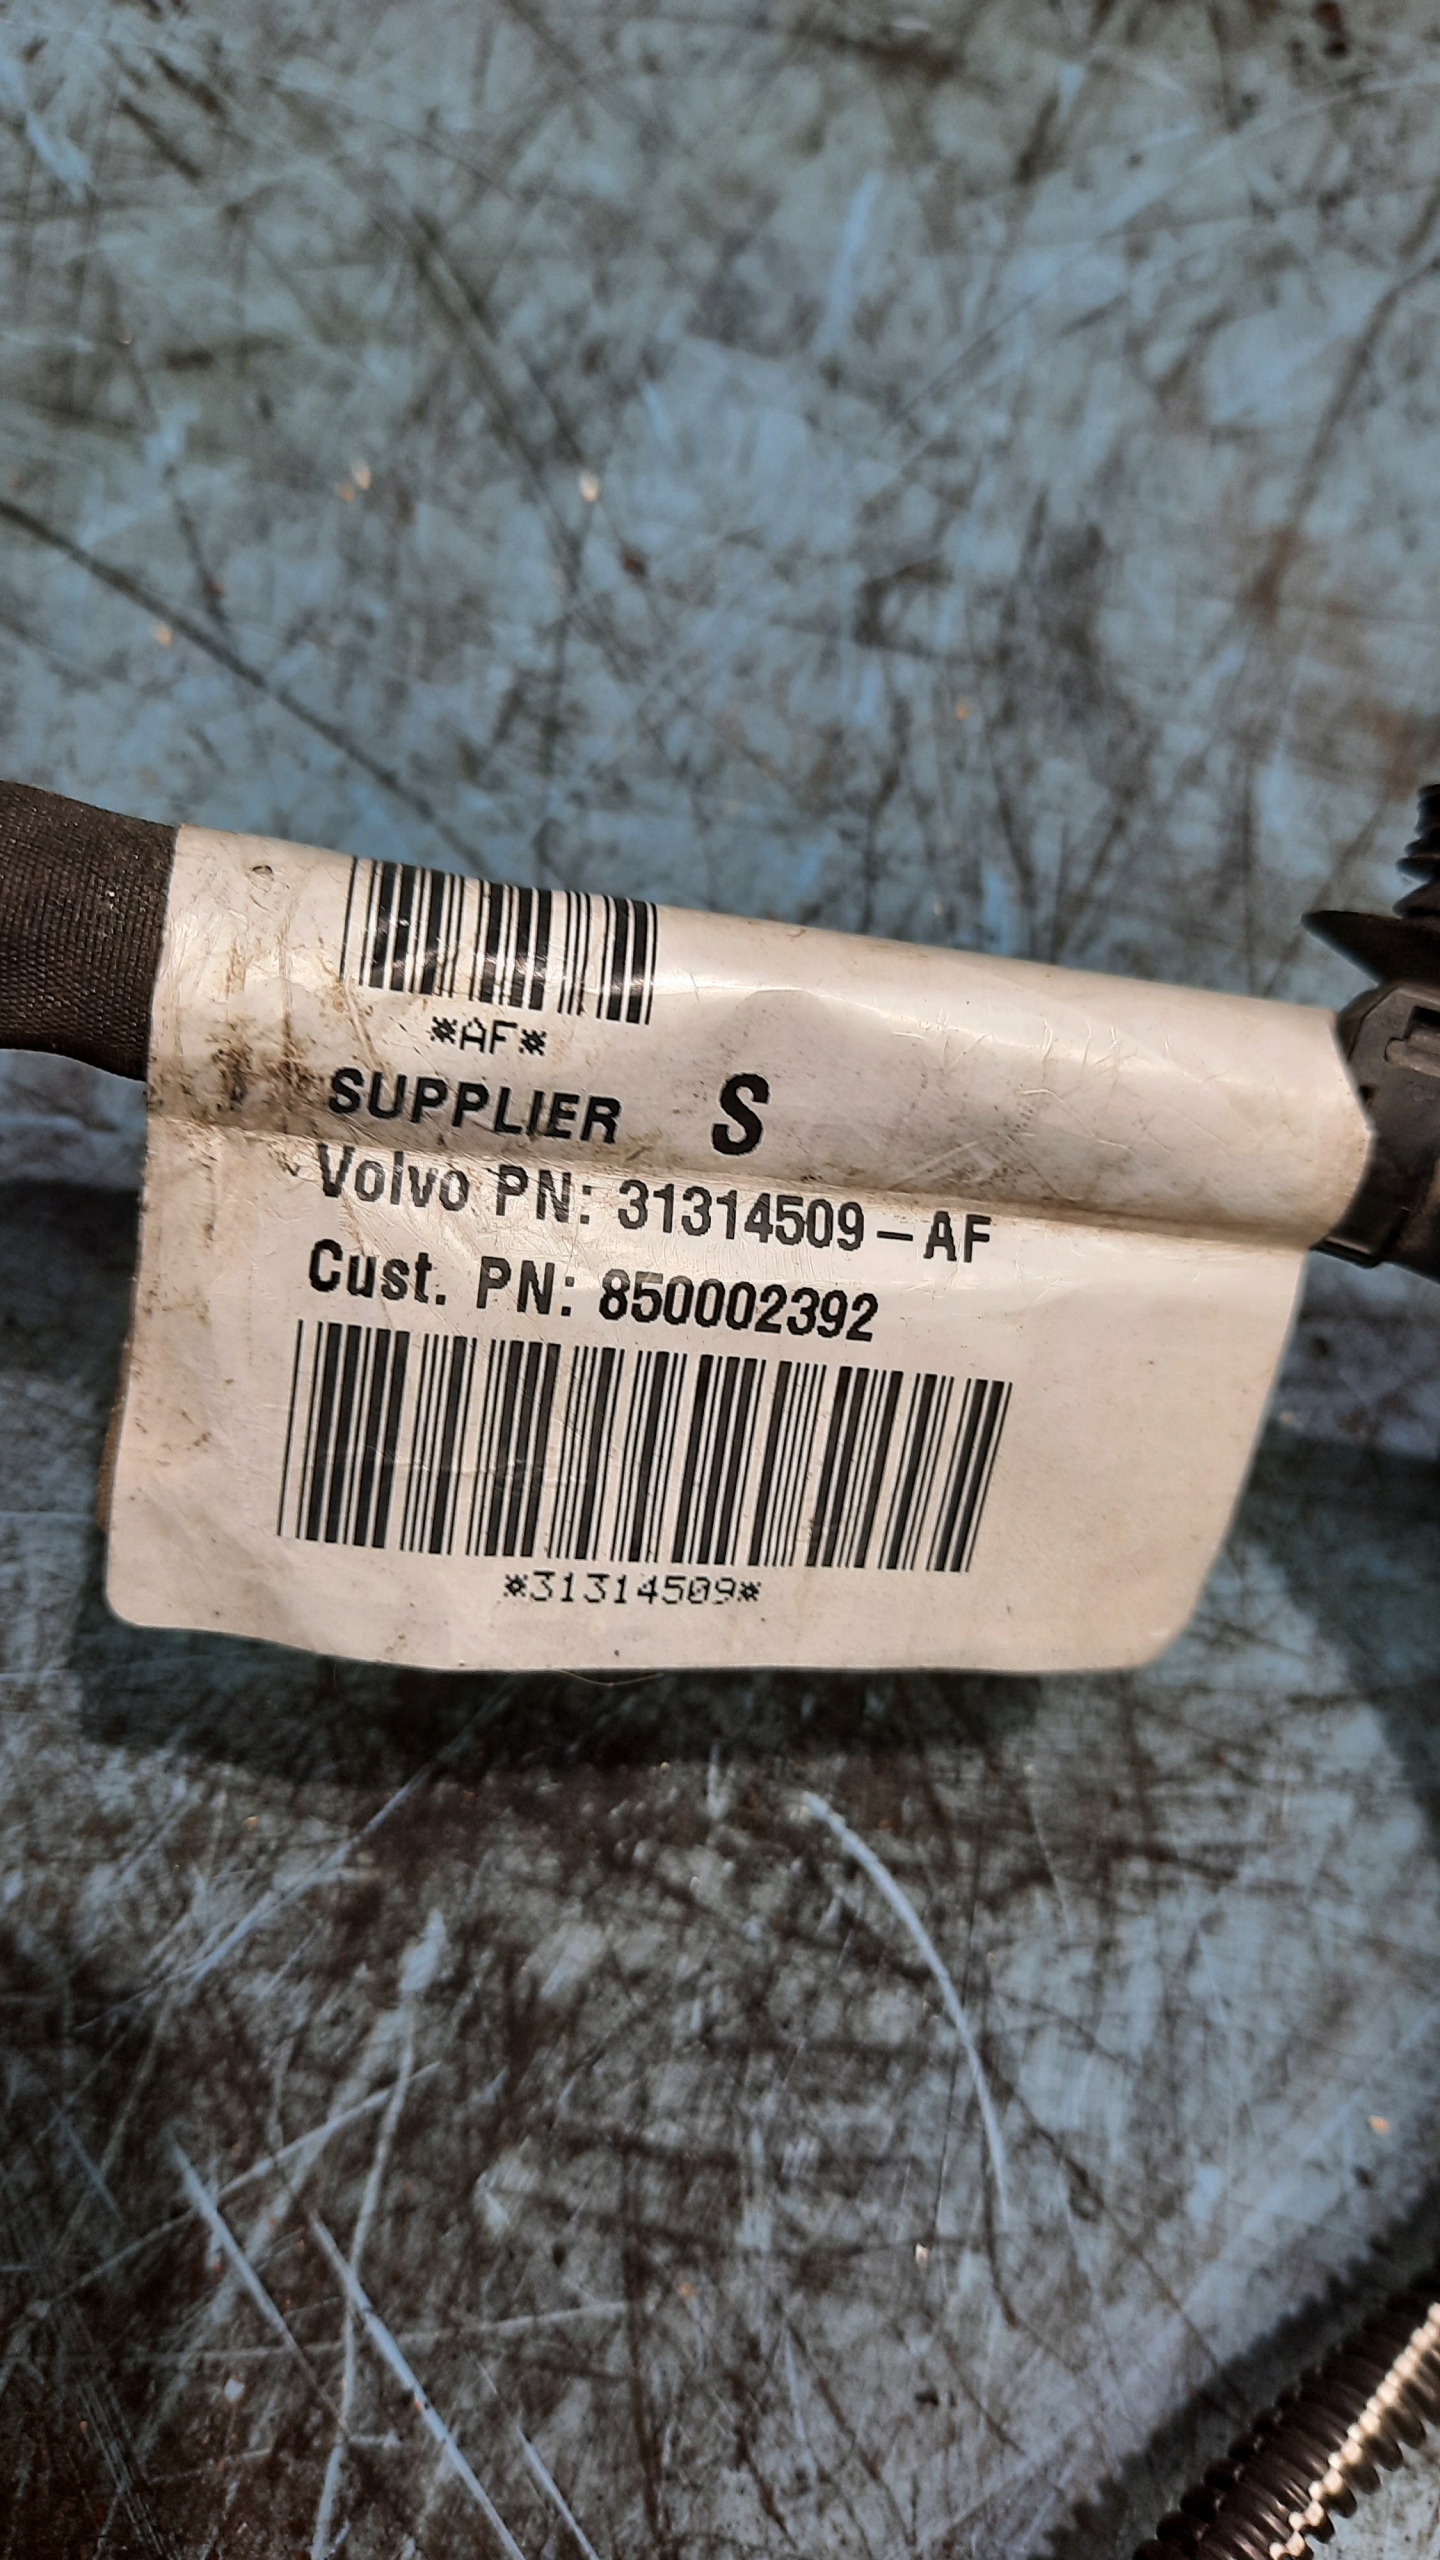 *AF*
SUPPLIER S
Volvo PN: 31314509-AF
Cust. PN: 850002392
*31314509*